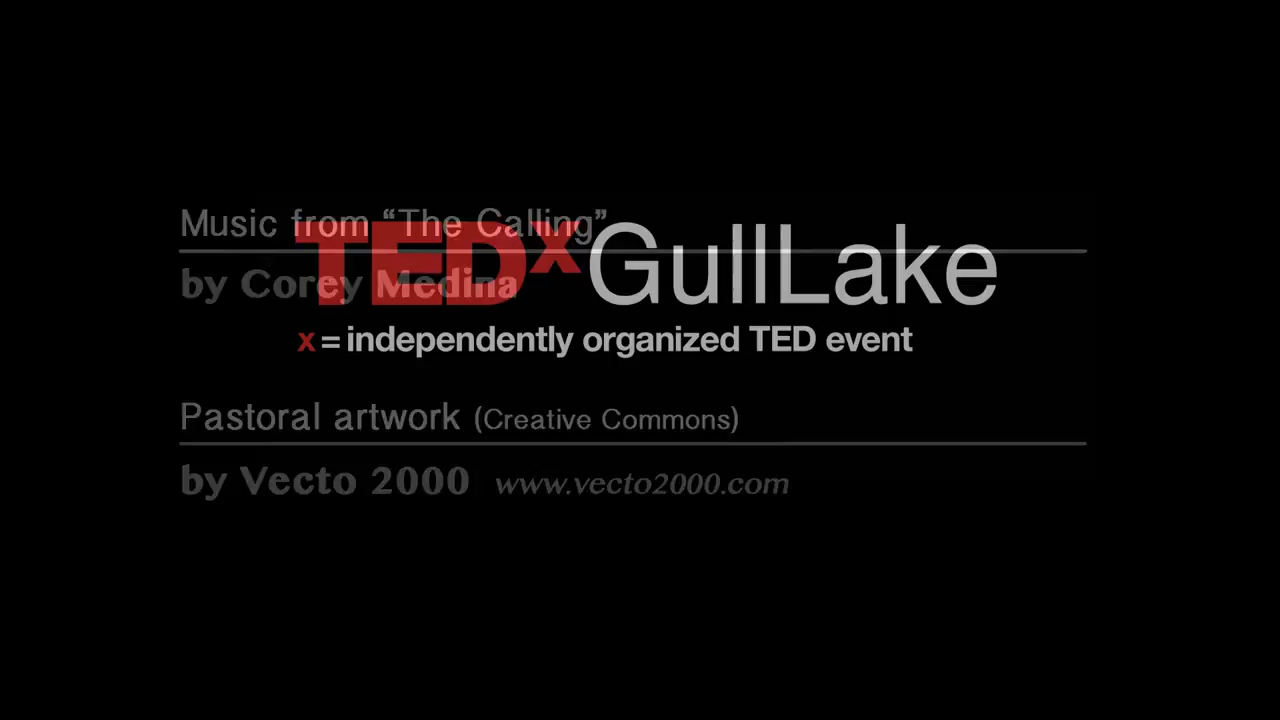 Music from “The Calling”
by Corey Medina
TEDxGullLake
x = independently organized TED event
Pastoral artwork (Creative Commons)
by Vecto 2000 www.vecto2000.com